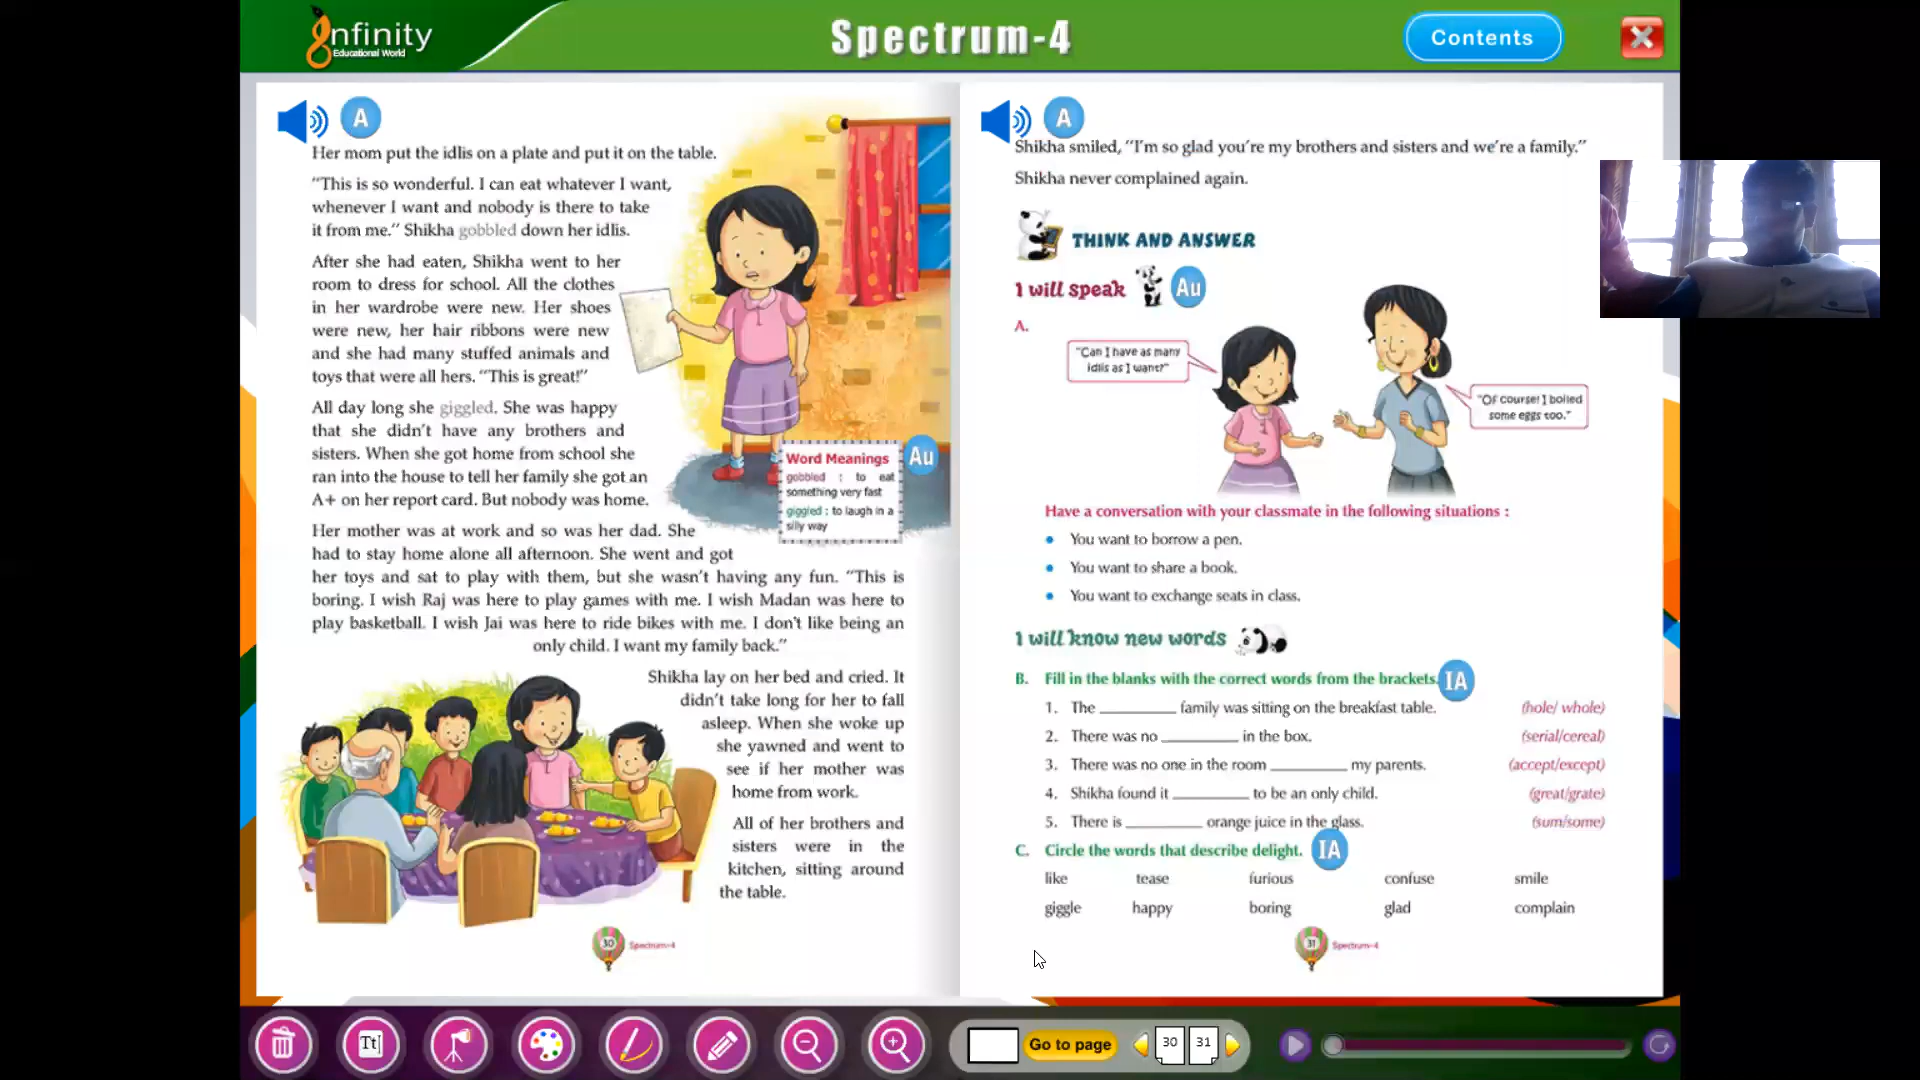 Infinity
Educational World
Spectrum-4
Contents
A
Her mom put the idlis on a plate and put it on the table.
"This is so wonderful. I can eat whatever I want,
whenever I want and nobody is there to take
it from me." Shikha gobbled down her idlis.
After she had eaten, Shikha went to her
room to dress for school. All the clothes
in her wardrobe were new. Her shoes
were new, her hair ribbons were new
and she had many stuffed animals and
toys that were all hers. "This is great!"
All day long she giggled. She was happy
that she didn't have any brothers and
sisters. When she got home from school she
ran into the house to tell her family she got an
A+ on her report card. But nobody was home.
Word Meanings
Au
gobbled : to eat
something very fast
giggled : to laugh in a
silly way
Her mother was at work and so was her dad. She
had to stay home alone all afternoon. She went and got
her toys and sat to play with them, but she wasn't having any fun. "This is
boring. I wish Raj was here to play games with me. I wish Madan was here to
play basketball. I wish Jai was here to ride bikes with me. I don't like being an
only child. I want my family back."
Shikha lay on her bed and cried. It
didn't take long for her to fall
asleep. When she woke up
she yawned and went to
see if her mother was
home from work.
All of her brothers and
sisters were in the
kitchen, sitting around
the table.
30
Spectrum-4
A
Shikha smiled, "I'm so glad you're my brothers and sisters and we're a family."
Shikha never complained again.
THINK AND ANSWER
I will speak
Au
A.
"Can I have as many
idlis as I want?"
"Of course! I boiled
some eggs too."
Have a conversation with your classmate in the following situations :
• You want to borrow a pen.
• You want to share a book.
• You want to exchange seats in class.
I will know new words
B. Fill in the blanks with the correct words from the brackets. IA
1. The ________ family was sitting on the breakfast table. (hole/ whole)
2. There was no ________ in the box. (serial/cereal)
3. There was no one in the room ________ my parents. (accept/except)
4. Shikha found it ________ to be an only child. (great/grate)
5. There is ________ orange juice in the glass. (sum/some)
C. Circle the words that describe delight. IA
like tease furious confuse smile
giggle happy boring glad complain
31
Spectrum-4
Tt
Go to page
30
31